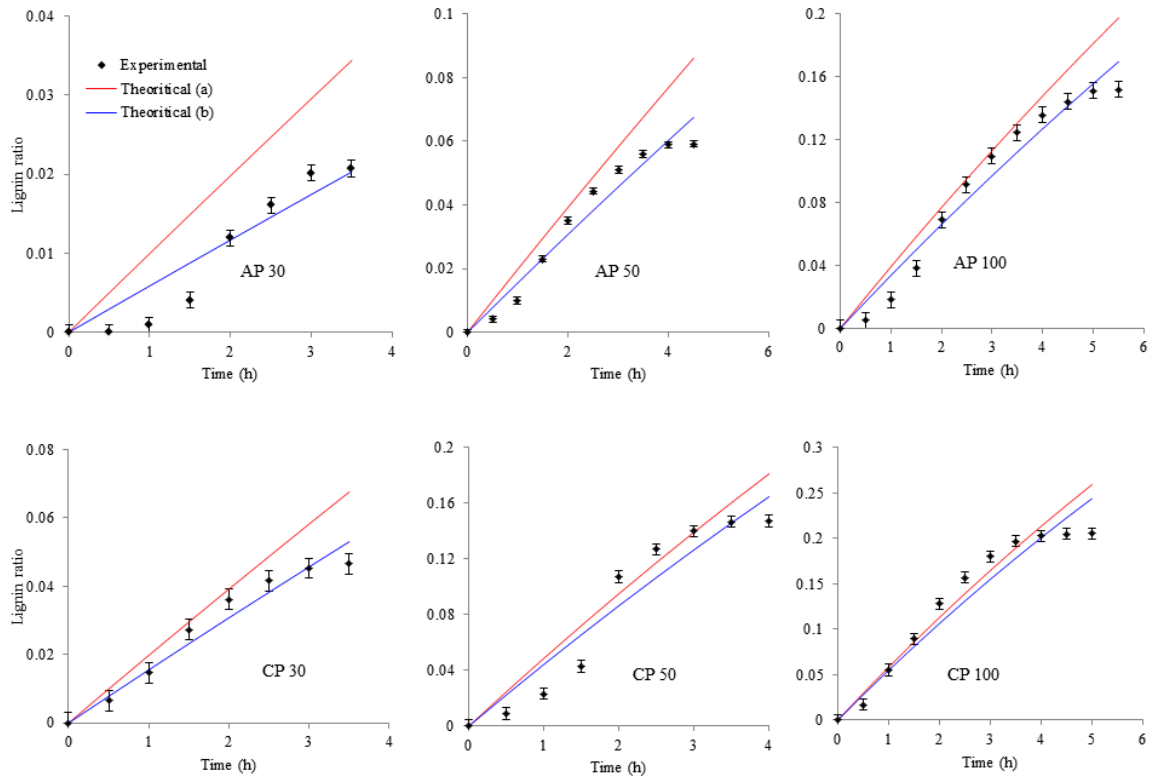 0.04
0.03
0.02
0.01
0
Lignin ratio
Experimental
Theoritical (a)
Theoritical (b)
AP 30
0 1 2 3 4
Time (h)
0.1
0.08
0.06
0.04
0.02
0
AP 50
0 2 4 6
Time (h)
0.2
0.16
0.12
0.08
0.04
0
AP 100
0 1 2 3 4 5 6
Time (h)
0.08
0.06
0.04
0.02
0
Lignin ratio
CP 30
0 1 2 3 4
Time (h)
0.2
0.16
0.12
0.08
0.04
0
CP 50
0 1 2 3 4
Time (h)
0.3
0.25
0.2
0.15
0.1
0.05
0
CP 100
0 1 2 3 4 5 6
Time (h)